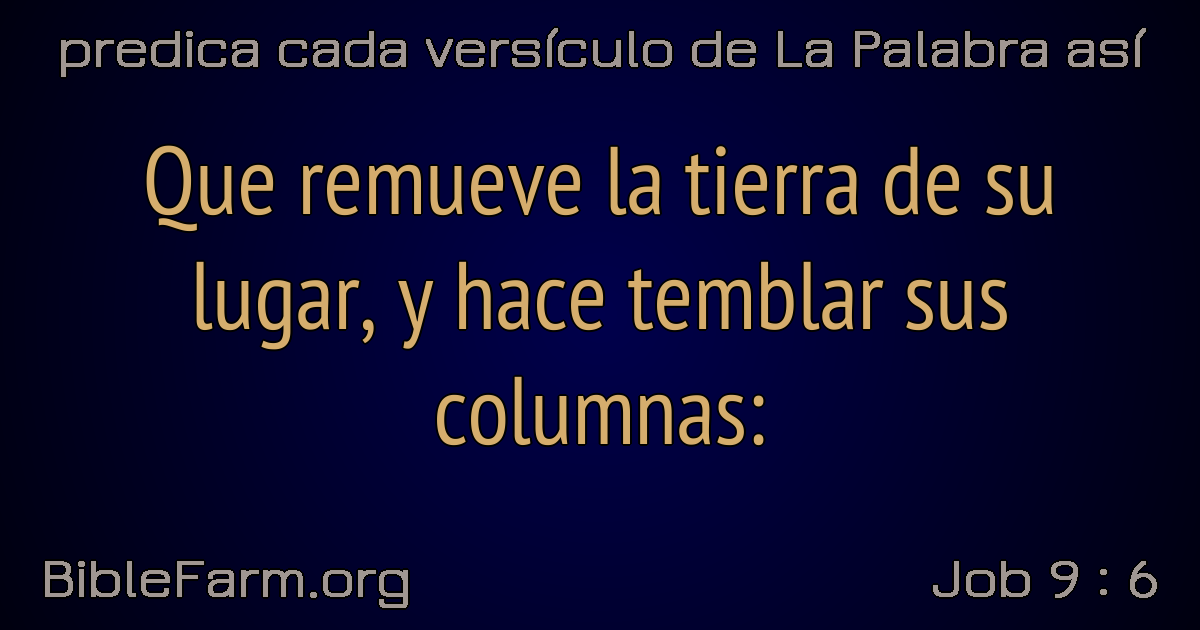 predica cada versículo de La Palabra así
Que remueve la tierra de su
lugar, y hace temblar sus
columnas:
BibleFarm.org
Job 9 : 6